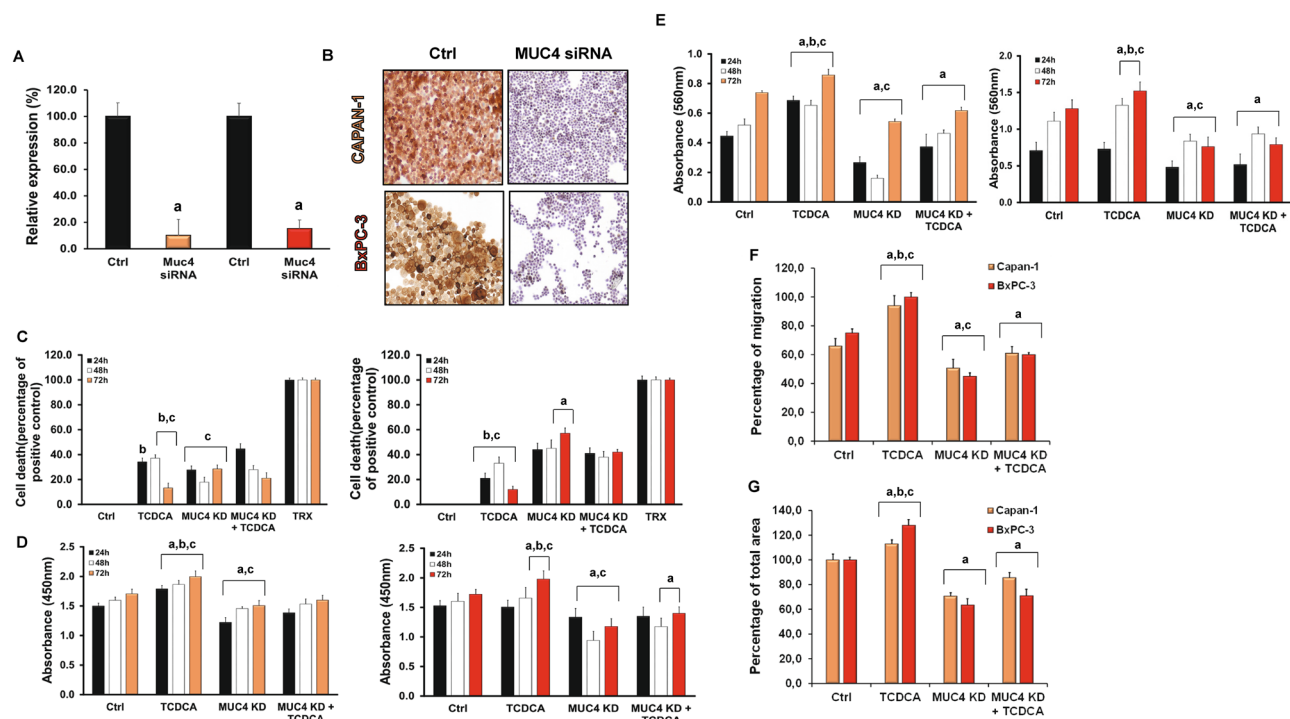 A
Relative expression (%)
120.0
100.0
80.0
60.0
40.0
20.0
0.0
a
a
Ctrl
Muc4
siRNA
Ctrl
Muc4
siRNA
B
Ctrl
MUC4 siRNA
CAPAN-1
BxPC-3
C
Cell death(percentage of
positive control)
120.0
100.0
80.0
60.0
40.0
20.0
0.0
24h
48h
72h
b
b,c
c
Ctrl
TCDCA
MUC4 KD
MUC4 KD
+ TCDCA
TRX
Cell death(percentage
of positive control)
120.0
100.0
80.0
60.0
40.0
20.0
0.0
24h
48h
72h
b,c
a
Ctrl
TCDCA
MUC4 KD
MUC4 KD
+ TCDCA
TRX
D
Absorbance (450nm)
2.5
2.0
1.5
1.0
0.5
0.0
24h
48h
72h
a,b,c
a,c
Ctrl
TCDCA
MUC4 KD
MUC4 KD +
TCDCA
Absorbance (450nm)
2.5
2.0
1.5
1.0
0.5
0.0
24h
48h
72h
a,b,c
a,c
a
Ctrl
TCDCA
MUC4 KD
MUC4 KD +
TCDCA
E
Absorbance (560nm)
1.0
0.8
0.6
0.4
0.2
0.0
24h
48h
72h
a,b,c
a,c
a
Ctrl
TCDCA
MUC4 KD
MUC4 KD +
TCDCA
Absorbance (560nm)
2.0
1.5
1.0
0.5
0.0
24h
48h
72h
a,b,c
a,c
a
Ctrl
TCDCA
MUC4 KD
MUC4 KD +
TCDCA
F
Percentage of migration
120,0
100,0
80,0
60,0
40,0
20,0
0,0
Capan-1
BxPC-3
a,b,c
a,c
a
Ctrl
TCDCA
MUC4 KD
MUC4 KD
+ TCDCA
G
Percentage of total area
140,0
120,0
100,0
80,0
60,0
40,0
20,0
0,0
Capan-1
BxPC-3
a,b,c
a
a
Ctrl
TCDCA
MUC4 KD
MUC4 KD
+ TCDCA